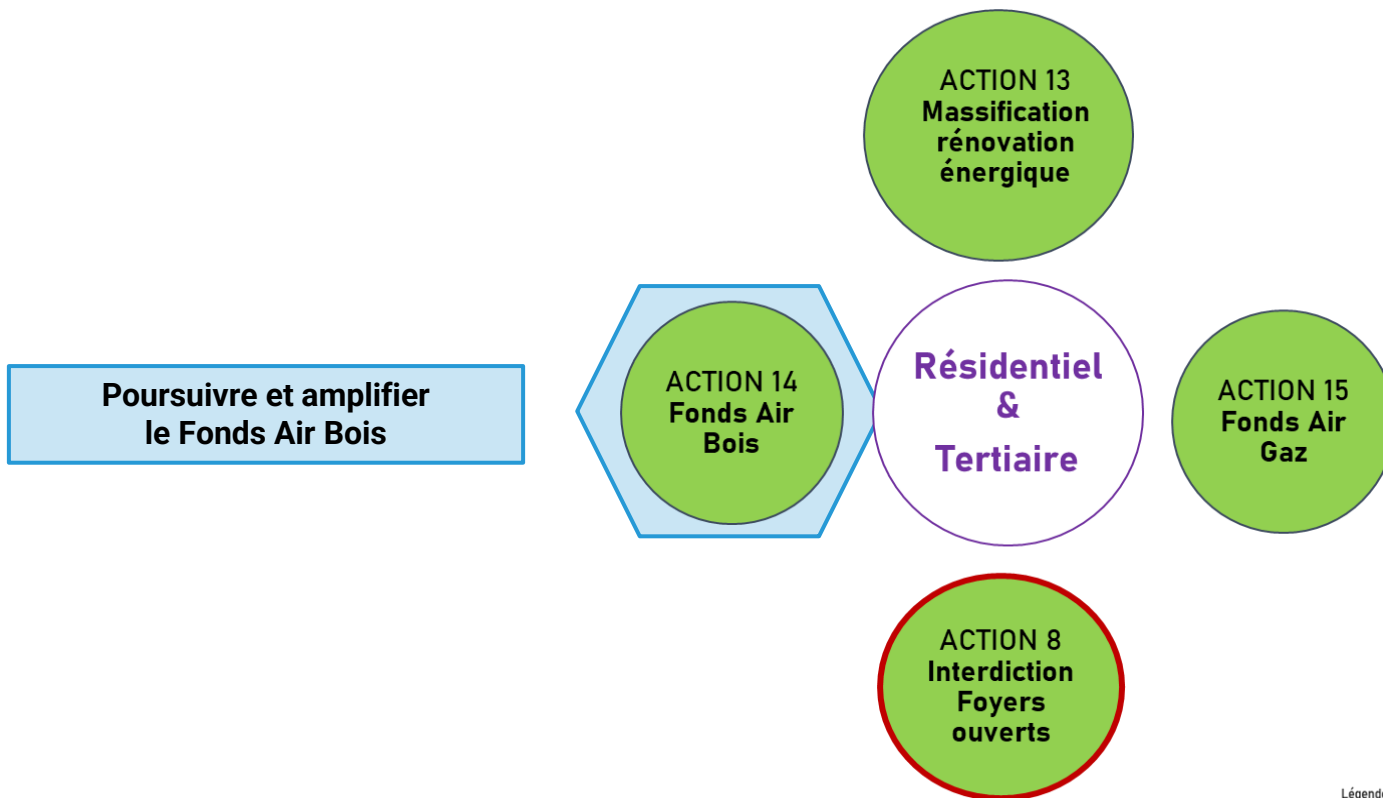 ACTION 13
Massification
rénovation
énergique
Poursuivre et amplifier
le Fonds Air Bois
ACTION 14
Fonds Air
Bois
Résidentiel
&
Tertiaire
ACTION 15
Fonds Air
Gaz
ACTION 8
Interdiction
Foyers
ouverts
Légende